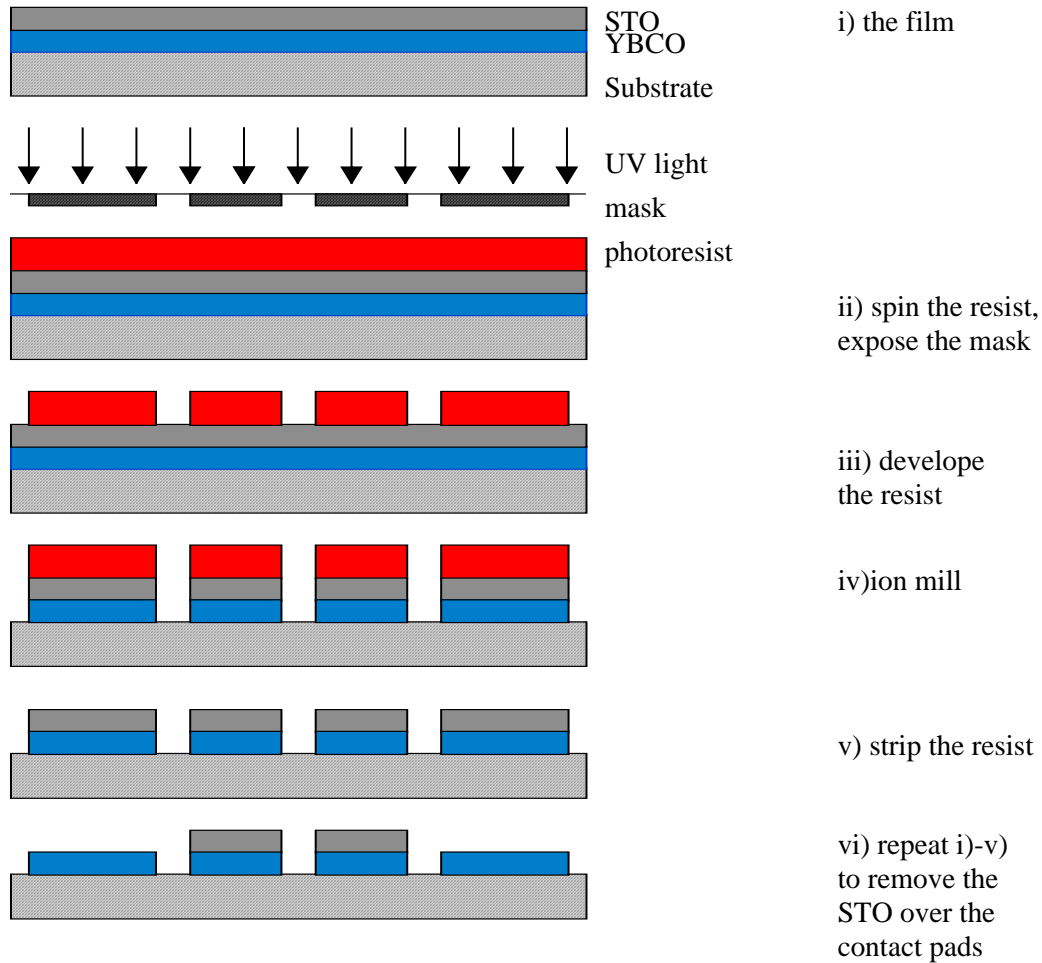 STO
YBCO
Substrate
i) the film
UV light
mask
photoresist
ii) spin the resist,
expose the mask
iii) develope
the resist
iv)ion mill
v) strip the resist
vi) repeat i)-v)
to remove the
STO over the
contact pads